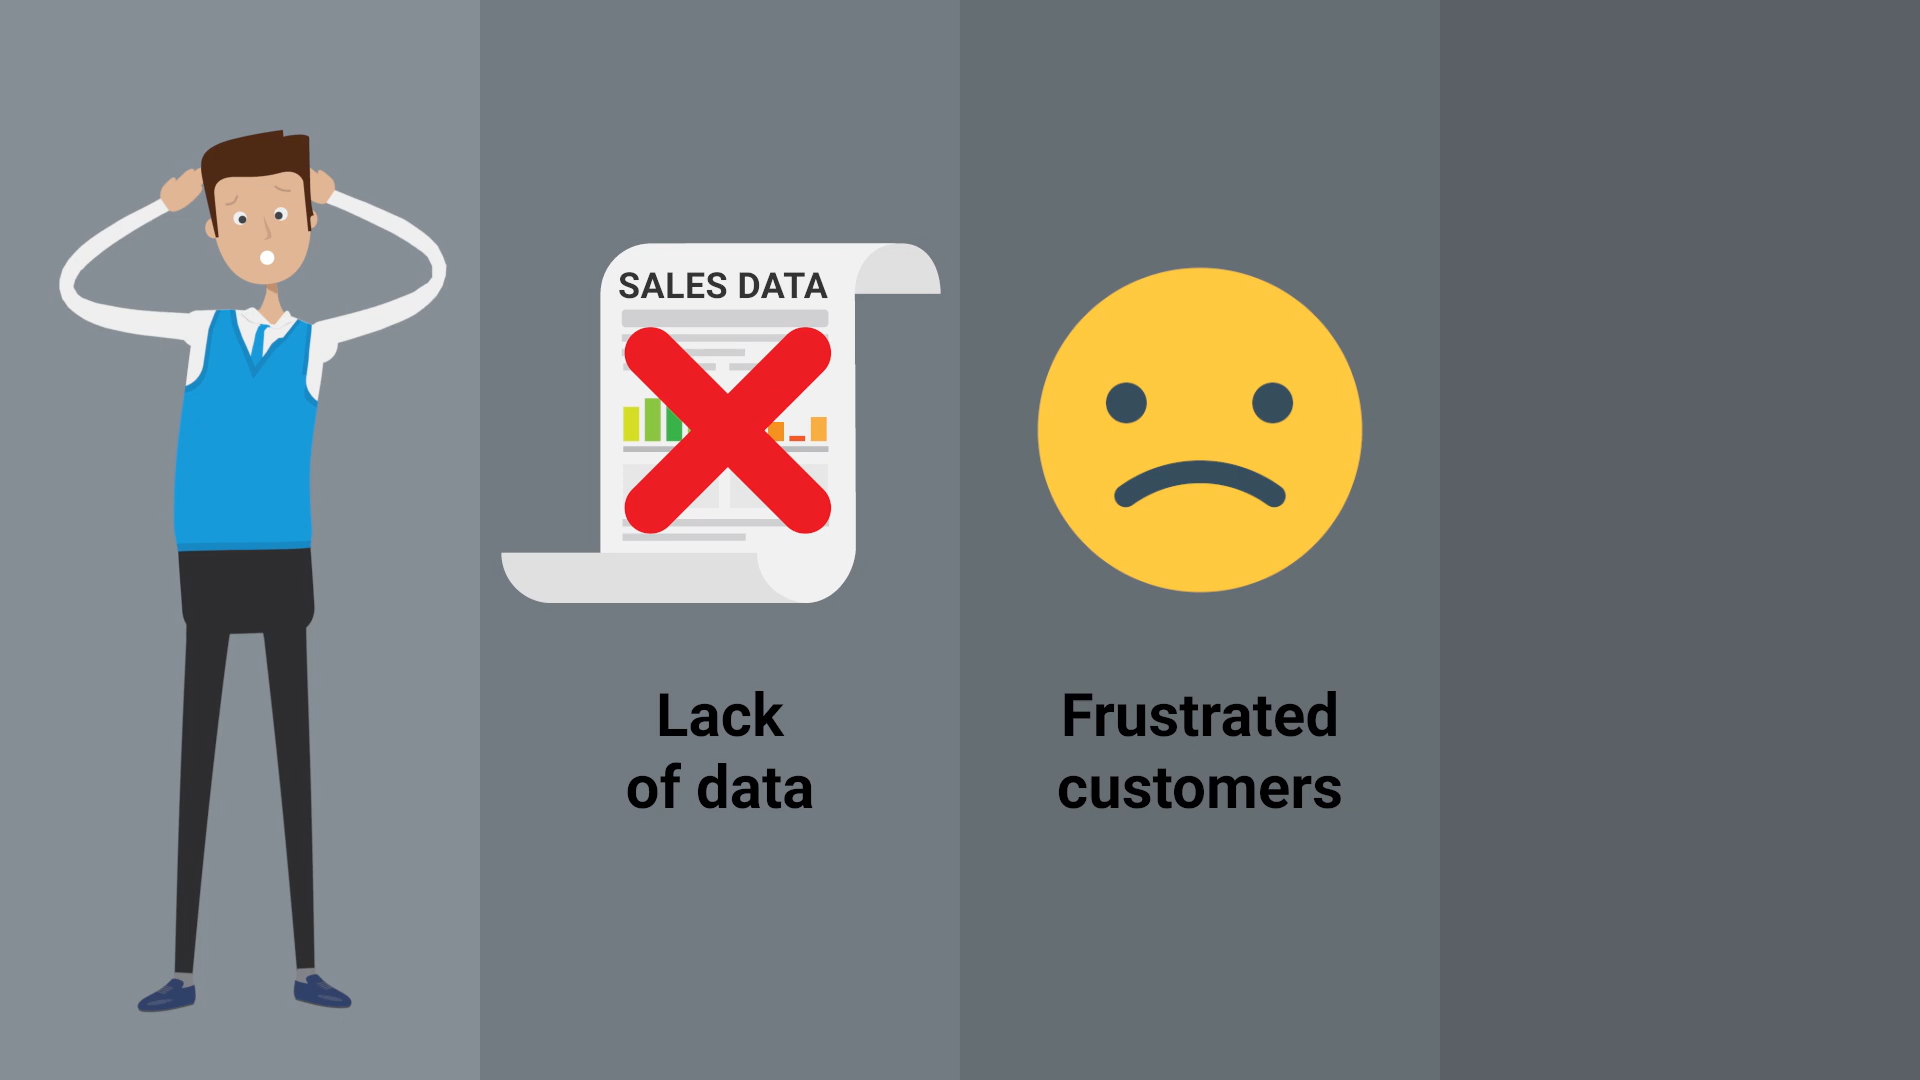 SALES DATA
Lack
of data
Frustrated
customers